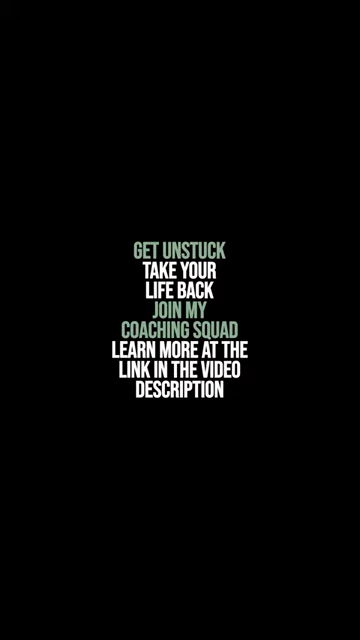 GET UNSTUCK
TAKE YOUR
LIFE BACK
JOIN MY
COACHING SQUAD
LEARN MORE AT THE
LINK IN THE VIDEO
DESCRIPTION